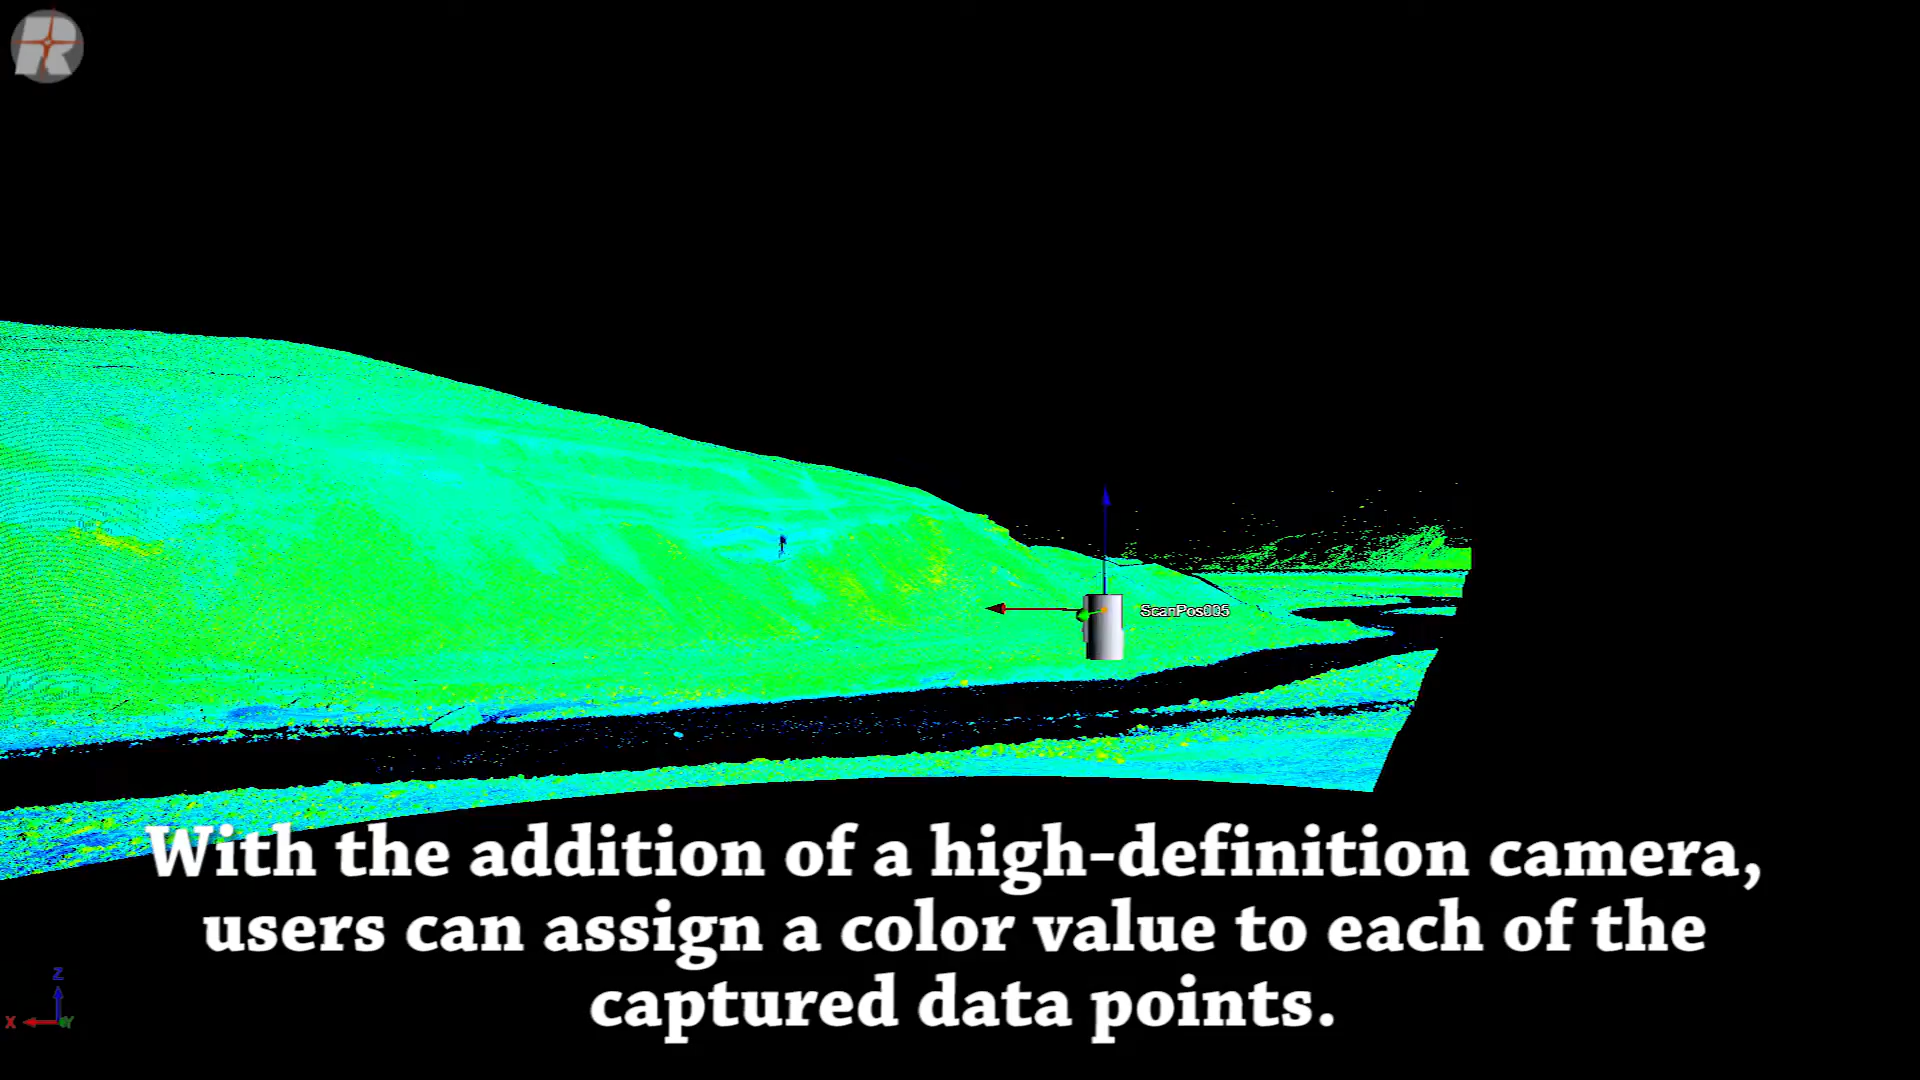 R
ScanPos005
With the addition of a high-definition camera,
users can assign a color value to each of the
captured data points.
Z
X Y